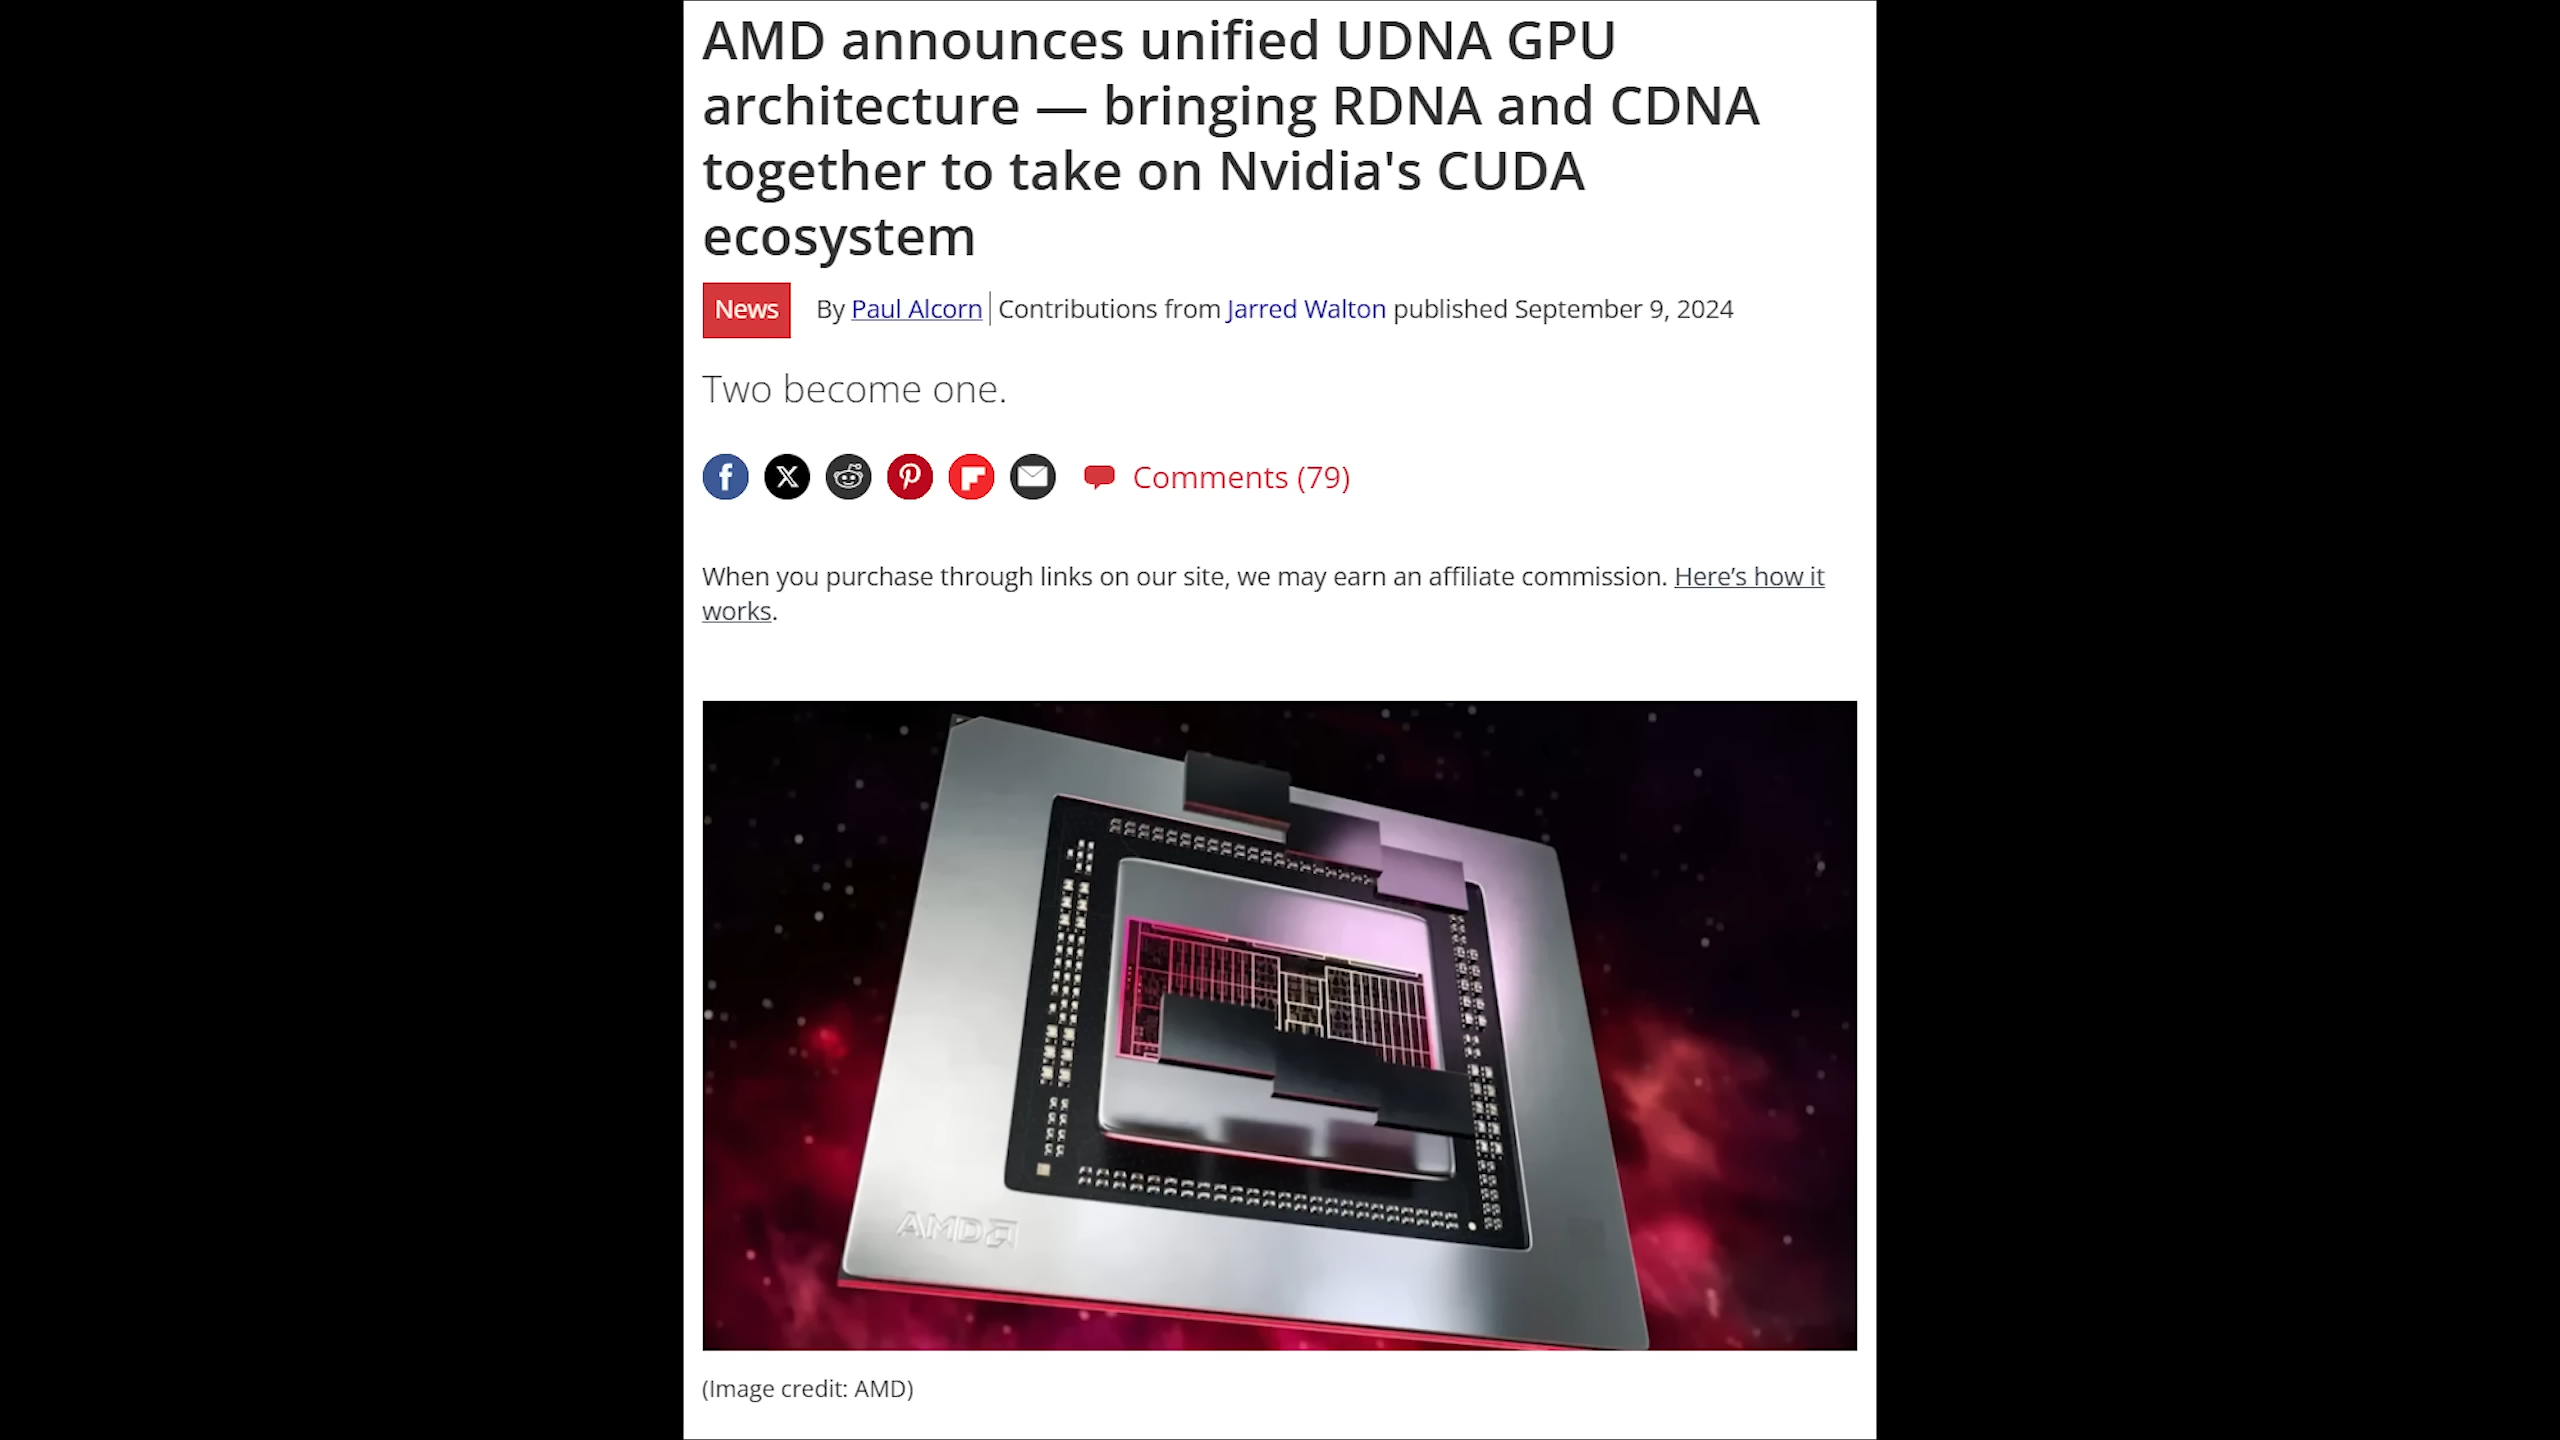 AMD announces unified UDNA GPU
architecture — bringing RDNA and CDNA
together to take on Nvidia's CUDA
ecosystem
News By Paul Alcorn Contributions from Jarred Walton published September 9, 2024
Two become one.
Comments (79)
When you purchase through links on our site, we may earn an affiliate commission. Here’s how it
works.
AMD
(Image credit: AMD)